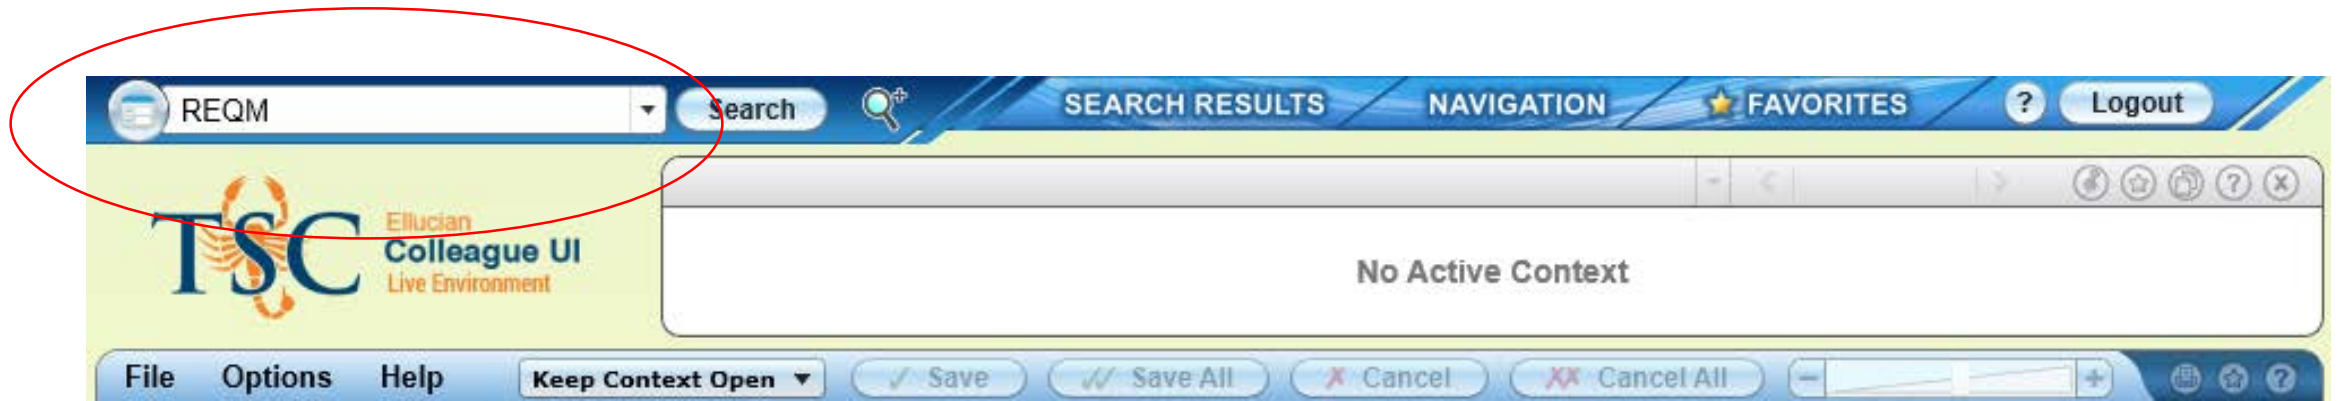 REQM Search SEARCH RESULTS NAVIGATION FAVORITES ? Logout
TSC
Ellucian
Colleague UI
Live Environment
No Active Context
File Options Help Keep Context Open Save Save All Cancel Cancel All